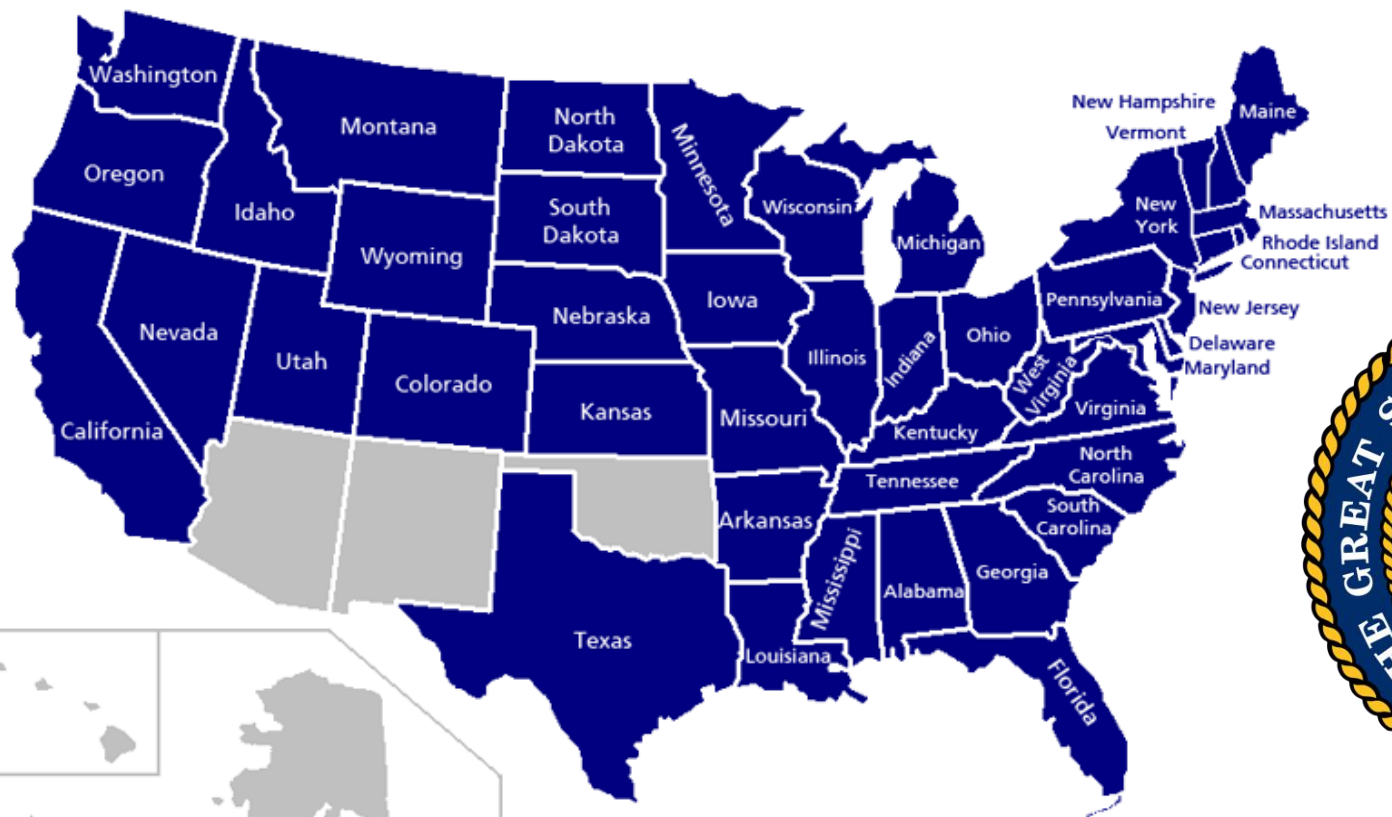 Washington
Montana
North
Dakota
Minnesota
New Hampshire
Vermont
Maine
Oregon
Idaho
Wyoming
South
Dakota
Wisconsin
Michigan
New
York
Massachusetts
Rhode Island
Connecticut
Nevada
Utah
Colorado
Nebraska
Iowa
Illinois
Indiana
Ohio
Pennsylvania
New Jersey
Delaware
Maryland
California
Kansas
Missouri
Kentucky
West
Virginia
Virginia
Tennessee
North
Carolina
Arkansas
Mississippi
Alabama
Georgia
South
Carolina
Texas
Louisiana
Florida
GREAT